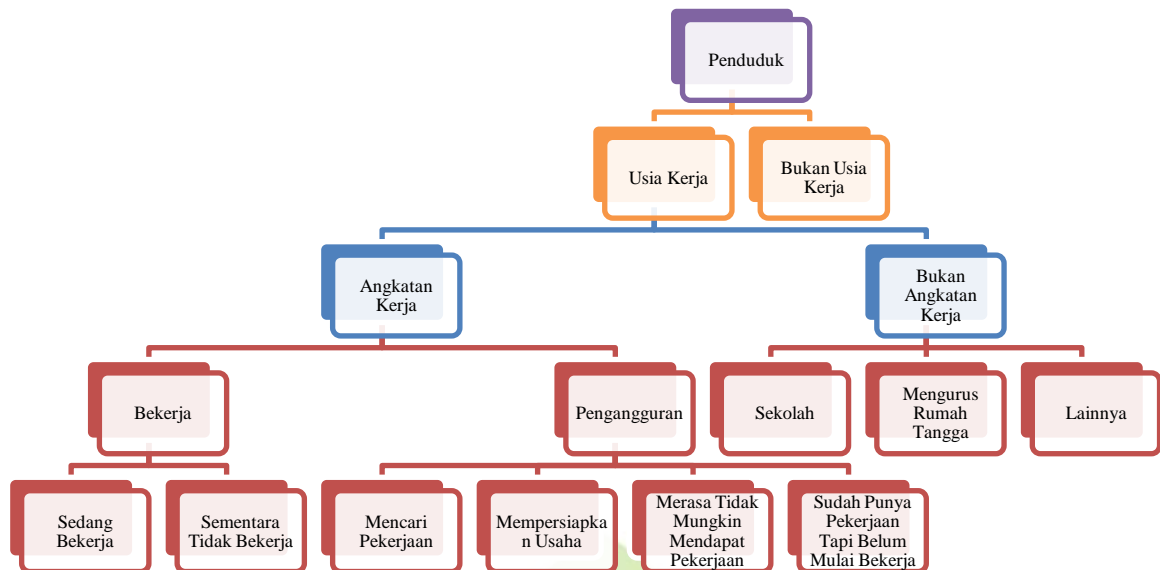 Penduduk
Usia Kerja
Bukan Usia
Kerja
Angkatan
Kerja
Bukan
Angkatan
Kerja
Bekerja
Pengangguran
Sekolah
Mengurus
Rumah
Tangga
Lainnya
Sedang
Bekerja
Sementara
Tidak Bekerja
Mencari
Pekerjaan
Mempersiapka
n Usaha
Merasa Tidak
Mungkin
Mendapat
Pekerjaan
Sudah Punya
Pekerjaan
Tapi Belum
Mulai Bekerja